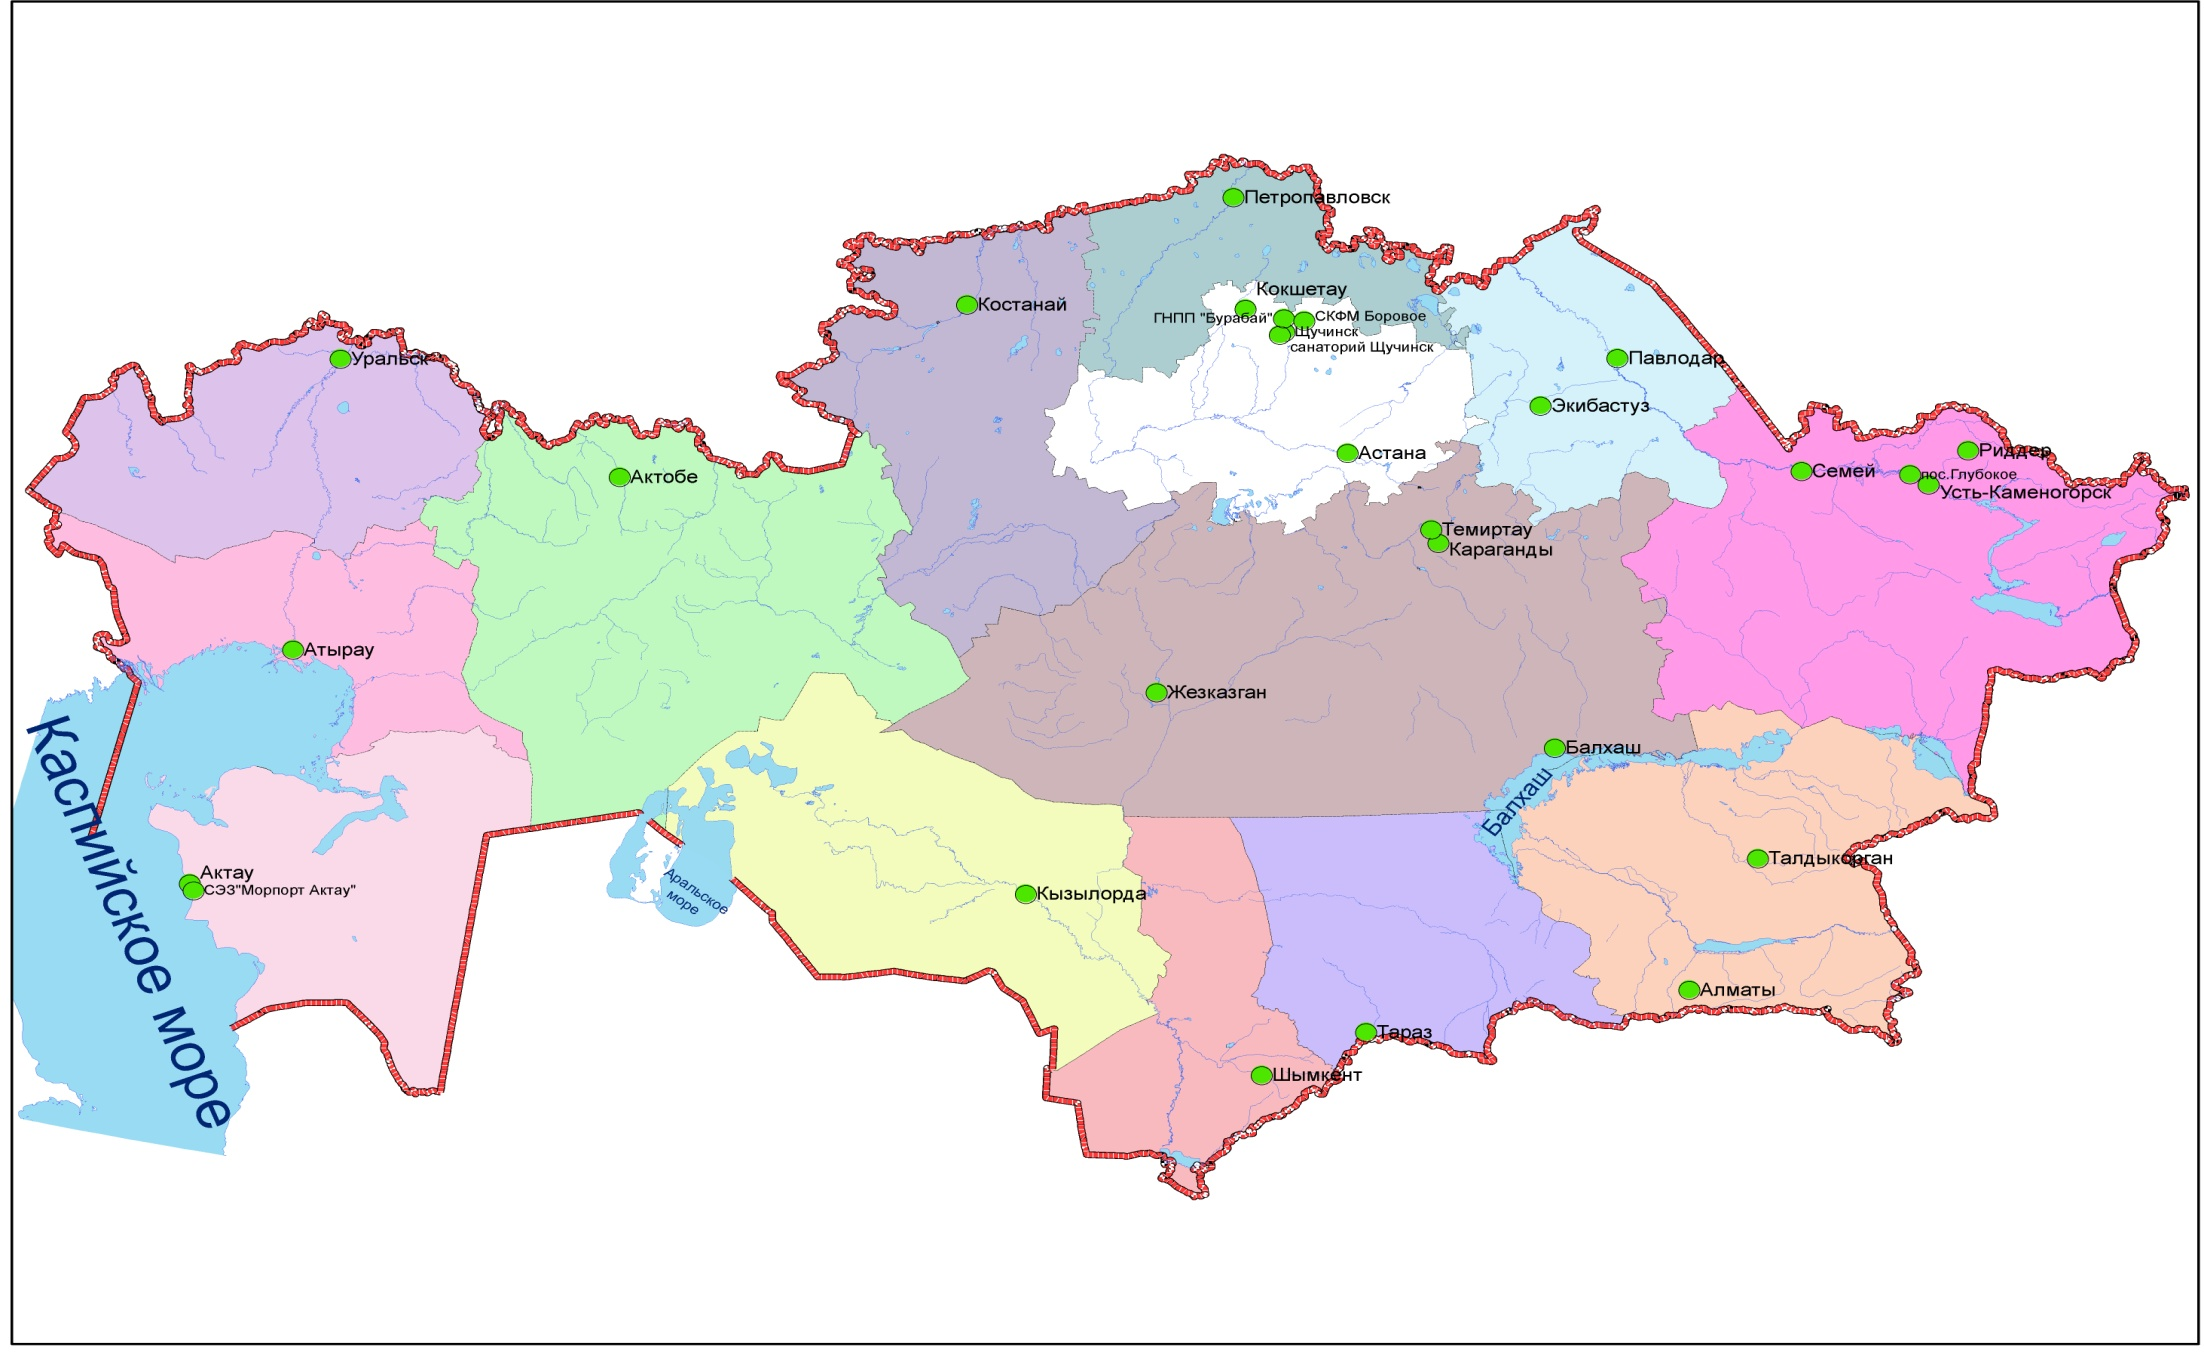 Петропавловск
Кокшетау
Костанай
ГНПП "Бурабай"
СКФМ Боровое
Щучинск
санаторий Щучинск
Уральск
Павлодар
Экибастуз
Астана
Риддер
Семей
пос.Глубокое
Усть-Каменогорск
Актобе
Темиртау
Караганды
Атырау
Жезказган
Балхаш
Балхаш
Каспийское море
Талдыкорган
Актау
СЭЗ"Морпорт Актау"
Аральское
море
Кызылорда
Алматы
Тараз
Шымкент